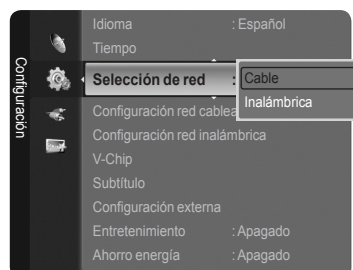 Configuración
Idioma : Español
Tiempo
Selección de red :
Cable
Inalámbrica
Configuración red cablea
Configuración red inalámbrica
V-Chip
Subtítulo
Configuración externa
Entretenimiento : Apagado
Ahorro energía : Apagado